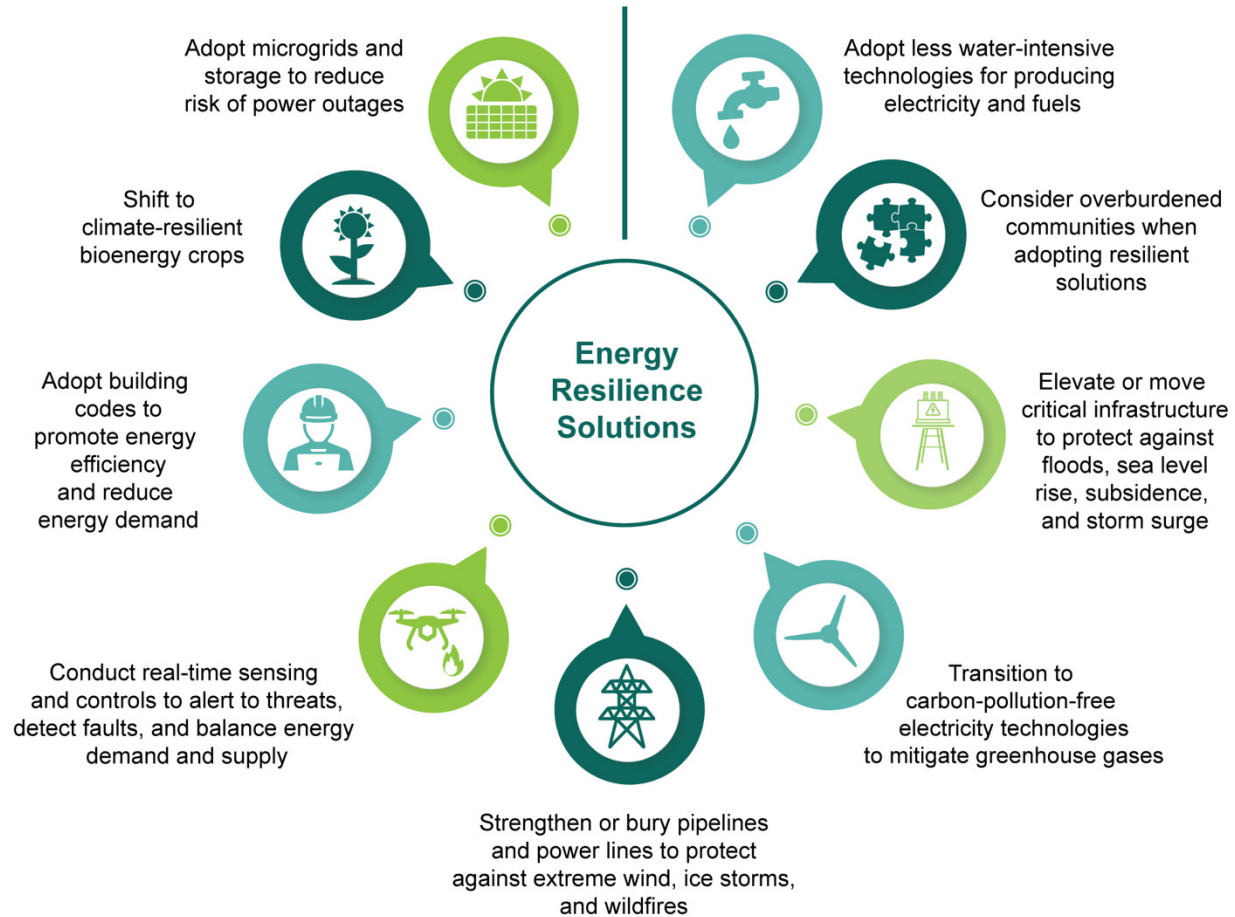 Adopt microgrids and
storage to reduce
risk of power outages
Adopt less water-intensive
technologies for producing
electricity and fuels
Shift to
climate-resilient
bioenergy crops
Consider overburdened
communities when
adopting resilient
solutions
Energy
Resilience
Solutions
Adopt building
codes to
promote energy
efficiency
and reduce
energy demand
Elevate or move
critical infrastructure
to protect against
floods, sea level
rise, subsidence,
and storm surge
Conduct real-time sensing
and controls to alert to threats,
detect faults, and balance energy
demand and supply
Transition to
carbon-pollution-free
electricity technologies
to mitigate greenhouse gases
Strengthen or bury pipelines
and power lines to protect
against extreme wind, ice storms,
and wildfires